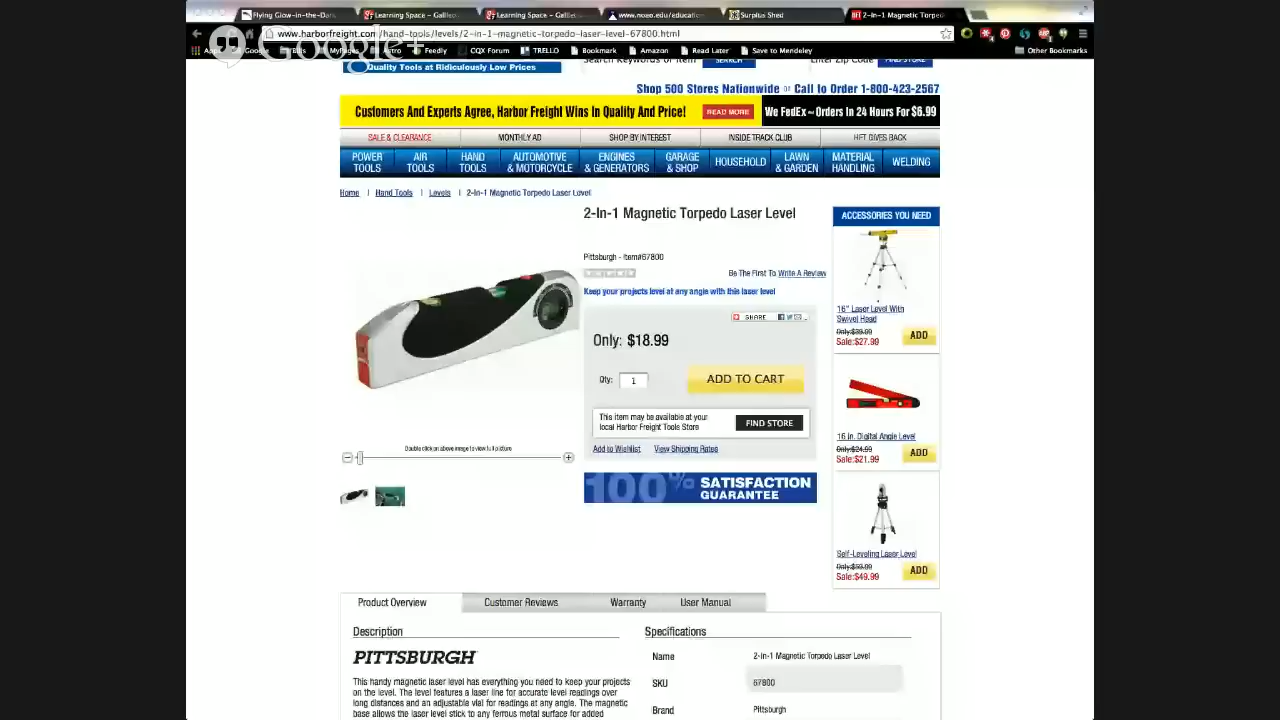 Flying Glow-in-the-Dark
Learning Space - Galileo
Learning Space - Galileo
www.noao.edu/education
Surplus Shed
2-in-1 Magnetic Torpedo
www.harborfreight.com/hand-tools/levels/2-in-1-magnetic-torpedo-laser-level-67800.html
Google+
Apps
Google
Bills
MyPages
Astro
Feedly
CQX Forum
TRELLO
Bookmark
Amazon
Read Later
Save to Mendeley
Other Bookmarks
Quality Tools at Ridiculously Low Prices
Search Keywords or Item
SEARCH
Enter Zip Code
FIND STORE
Shop 500 Stores Nationwide or Call to Order 1-800-423-2567
Customers And Experts Agree, Harbor Freight Wins In Quality And Price!
READ MORE
We FedEx Orders In 24 Hours For $6.99
SALE & CLEARANCE
MONTHLY AD
SHOP BY INTEREST
INSIDE TRACK CLUB
HFT GIVES BACK
POWER TOOLS
AIR TOOLS
HAND TOOLS
AUTOMOTIVE & MOTORCYCLE
ENGINES & GENERATORS
GARAGE & SHOP
HOUSEHOLD
LAWN & GARDEN
MATERIAL HANDLING
WELDING
Home | Hand Tools | Levels | 2-In-1 Magnetic Torpedo Laser Level
2-In-1 Magnetic Torpedo Laser Level
Pittsburgh - item#67800
Be The First To Write A Review
Keep your projects level at any angle with this laser level
SHARE
Only: $18.99
Qty: 1
ADD TO CART
This item may be available at your
local Harbor Freight Tools Store
FIND STORE
Add to Wishlist
View Shipping Rates
100% SATISFACTION
GUARANTEE
Double click on above image to view full picture
ACCESSORIES YOU NEED
16" Laser Level With
Swivel Head
Only:$39.99
Sale:$27.99
ADD
16 in. Digital Angle Level
Only:$24.99
Sale:$21.99
ADD
Self-Leveling Laser Level
Only:$59.99
Sale:$49.99
ADD
Product Overview
Customer Reviews
Warranty
User Manual
Description
PITTSBURGH
This handy magnetic laser level has everything you need to keep your projects
on the level. The level features a laser line for accurate level readings over
long distances and an adjustable vial for readings at any angle. The magnetic
base allows the laser level stick to any ferrous metal surface for added
Specifications
Name 2-In-1 Magnetic Torpedo Laser Level
SKU 67800
Brand Pittsburgh